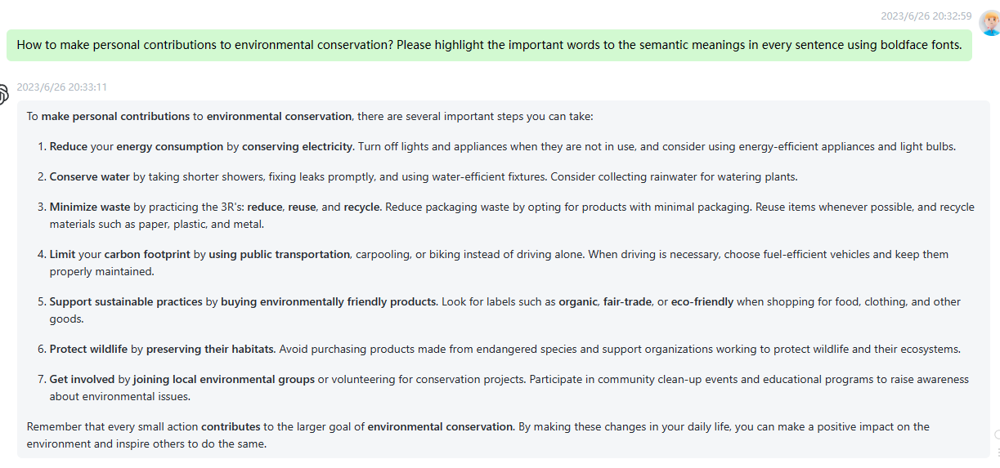 2023/6/26 20:32:59
How to make personal contributions to environmental conservation? Please highlight the important words to the semantic meanings in every sentence using boldface fonts.
2023/6/26 20:33:11
To make personal contributions to environmental conservation, there are several important steps you can take:
1. Reduce your energy consumption by conserving electricity. Turn off lights and appliances when they are not in use, and consider using energy-efficient appliances and light bulbs.
2. Conserve water by taking shorter showers, fixing leaks promptly, and using water-efficient fixtures. Consider collecting rainwater for watering plants.
3. Minimize waste by practicing the 3R's: reduce, reuse, and recycle. Reduce packaging waste by opting for products with minimal packaging. Reuse items whenever possible, and recycle
materials such as paper, plastic, and metal.
4. Limit your carbon footprint by using public transportation, carpooling, or biking instead of driving alone. When driving is necessary, choose fuel-efficient vehicles and keep them
properly maintained.
5. Support sustainable practices by buying environmentally friendly products. Look for labels such as organic, fair-trade, or eco-friendly when shopping for food, clothing, and other
goods.
6. Protect wildlife by preserving their habitats. Avoid purchasing products made from endangered species and support organizations working to protect wildlife and their ecosystems.
7. Get involved by joining local environmental groups or volunteering for conservation projects. Participate in community clean-up events and educational programs to raise awareness
about environmental issues.
Remember that every small action contributes to the larger goal of environmental conservation. By making these changes in your daily life, you can make a positive impact on the
environment and inspire others to do the same.